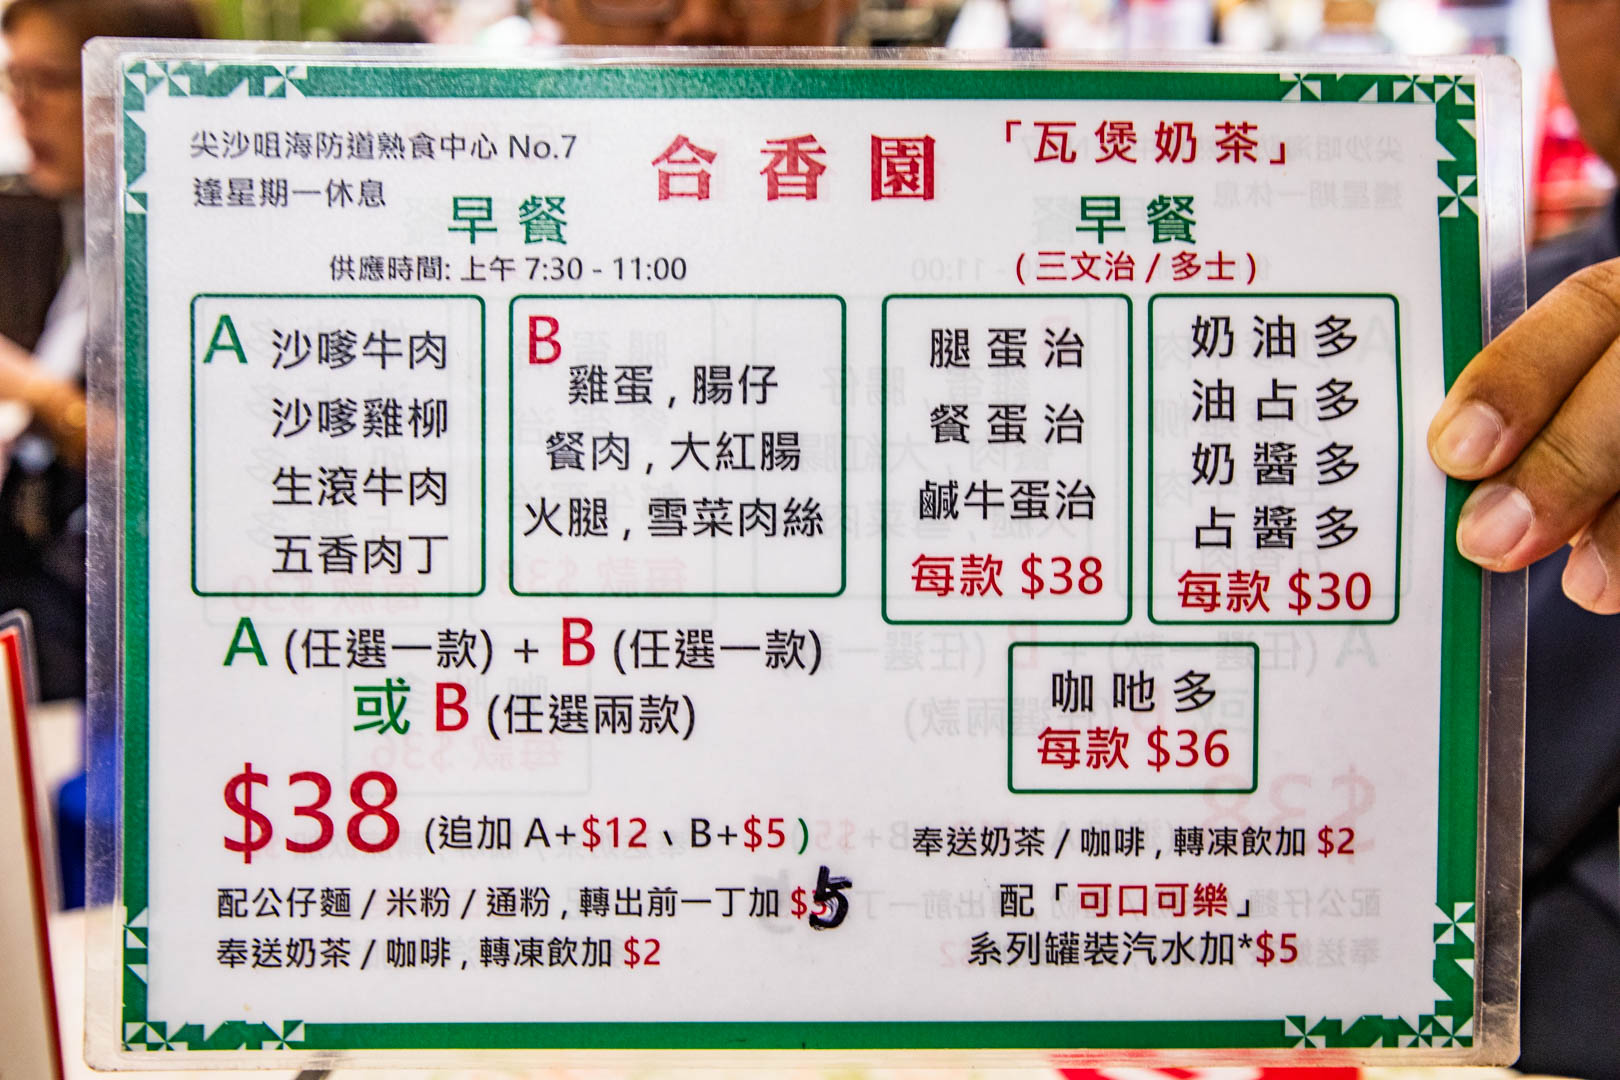 尖沙咀海防道熟食中心 No.7
逢星期一休息
合香園
「瓦煲奶茶」
早餐
供應時間: 上午 7:30 - 11:00
A
沙嗲牛肉
沙嗲雞柳
生滾牛肉
五香肉丁
B
雞蛋 , 腸仔
餐肉 , 大紅腸
火腿 , 雪菜肉絲
A (任選一款) + B (任選一款)
或 B (任選兩款)
$38 (追加 A+$12、B+$5 )
配公仔麵 / 米粉 / 通粉 , 轉出前一丁加 $5
奉送奶茶 / 咖啡 , 轉凍飲加 $2
早餐
( 三文治 / 多士 )
腿蛋治
餐蛋治
鹹牛蛋治
每款 $38
奶油多
油占多
奶醬多
占醬多
每款 $30
咖吔多
每款 $36
奉送奶茶 / 咖啡 , 轉凍飲加 $2
配「可口可樂」
系列罐裝汽水加*$5